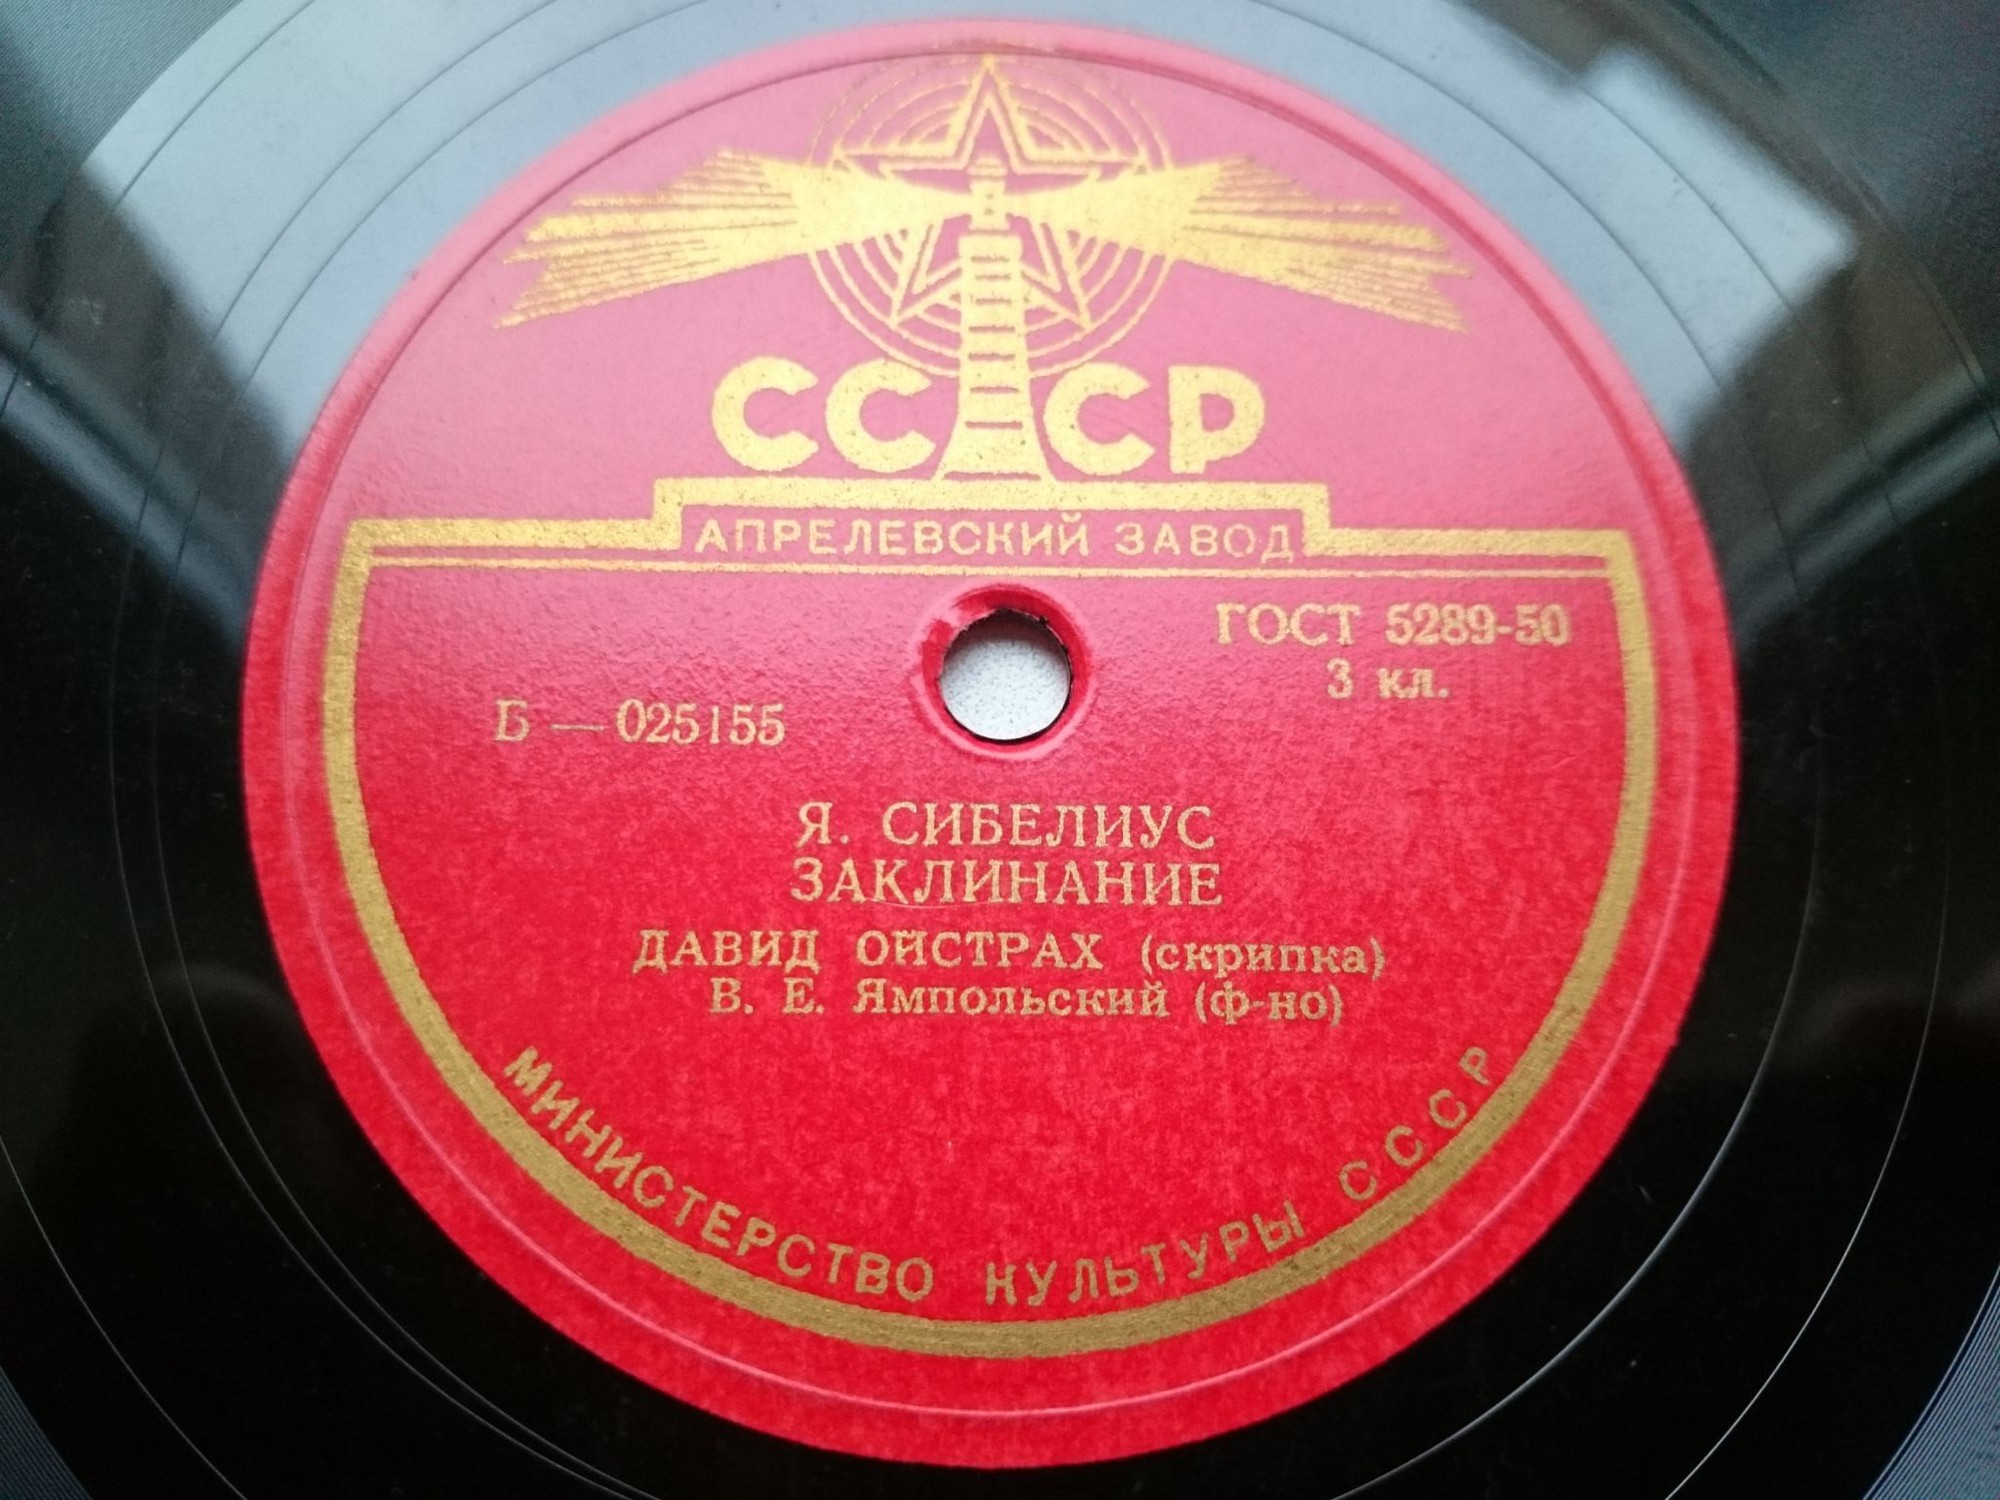 СССР
АПРЕЛЕВСКИЙ ЗАВОД
ГОСТ 5289-50
3 кл.
Б — 025155
Я. СИБЕЛИУС
ЗАКЛИНАНИЕ
ДАВИД ОЙСТРАХ (скрипка)
В. Е. Ямпольский (ф-но)
МИНИСТЕРСТВО КУЛЬТУРЫ СССР